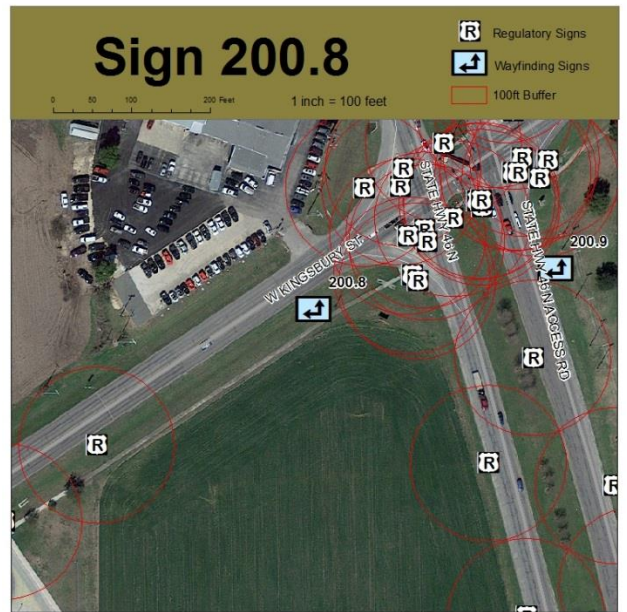 Sign 200.8
0 50 100 200 Feet
1 inch = 100 feet
R Regulatory Signs
Wayfinding Signs
100ft Buffer
R
R
R
R
R
R
R
R
R
STATE HWY 46 N
R
R
R
R
R
R
200.9
W KINGSBURY ST.
200.8
R
STATE HWY 46 N ACCESS RD
R
R
R
R
R